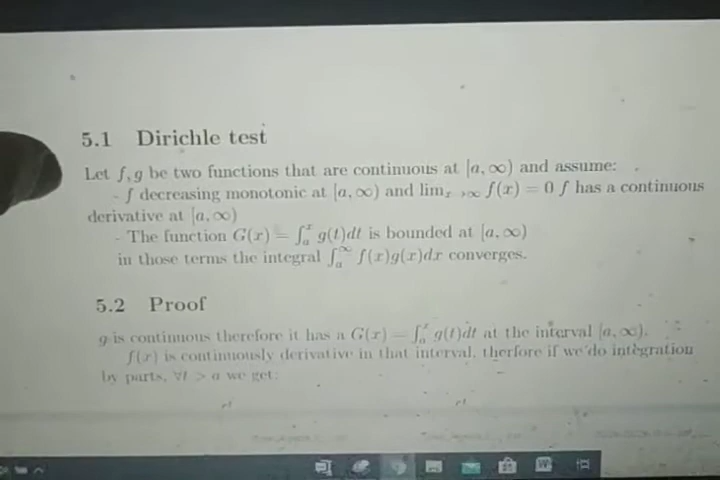 5.1 Dirichle test
Let f, g be two functions that are continuous at [a, ∞) and assume:
- f decreasing monotonic at [a, ∞) and lim_{x→∞} f(x) = 0 f has a continuous
derivative at [a, ∞)
- The function G(x) = ∫_a^x g(t)dt is bounded at [a, ∞)
in those terms the integral ∫_a^∞ f(x)g(x)dx converges.
5.2 Proof
g is continuous therefore it has a G(x) = ∫_a^x g(t)dt at the interval [a, ∞).
f(x) is continuously derivative in that interval, therfore if we do integration
by parts, ∀t > a we get: